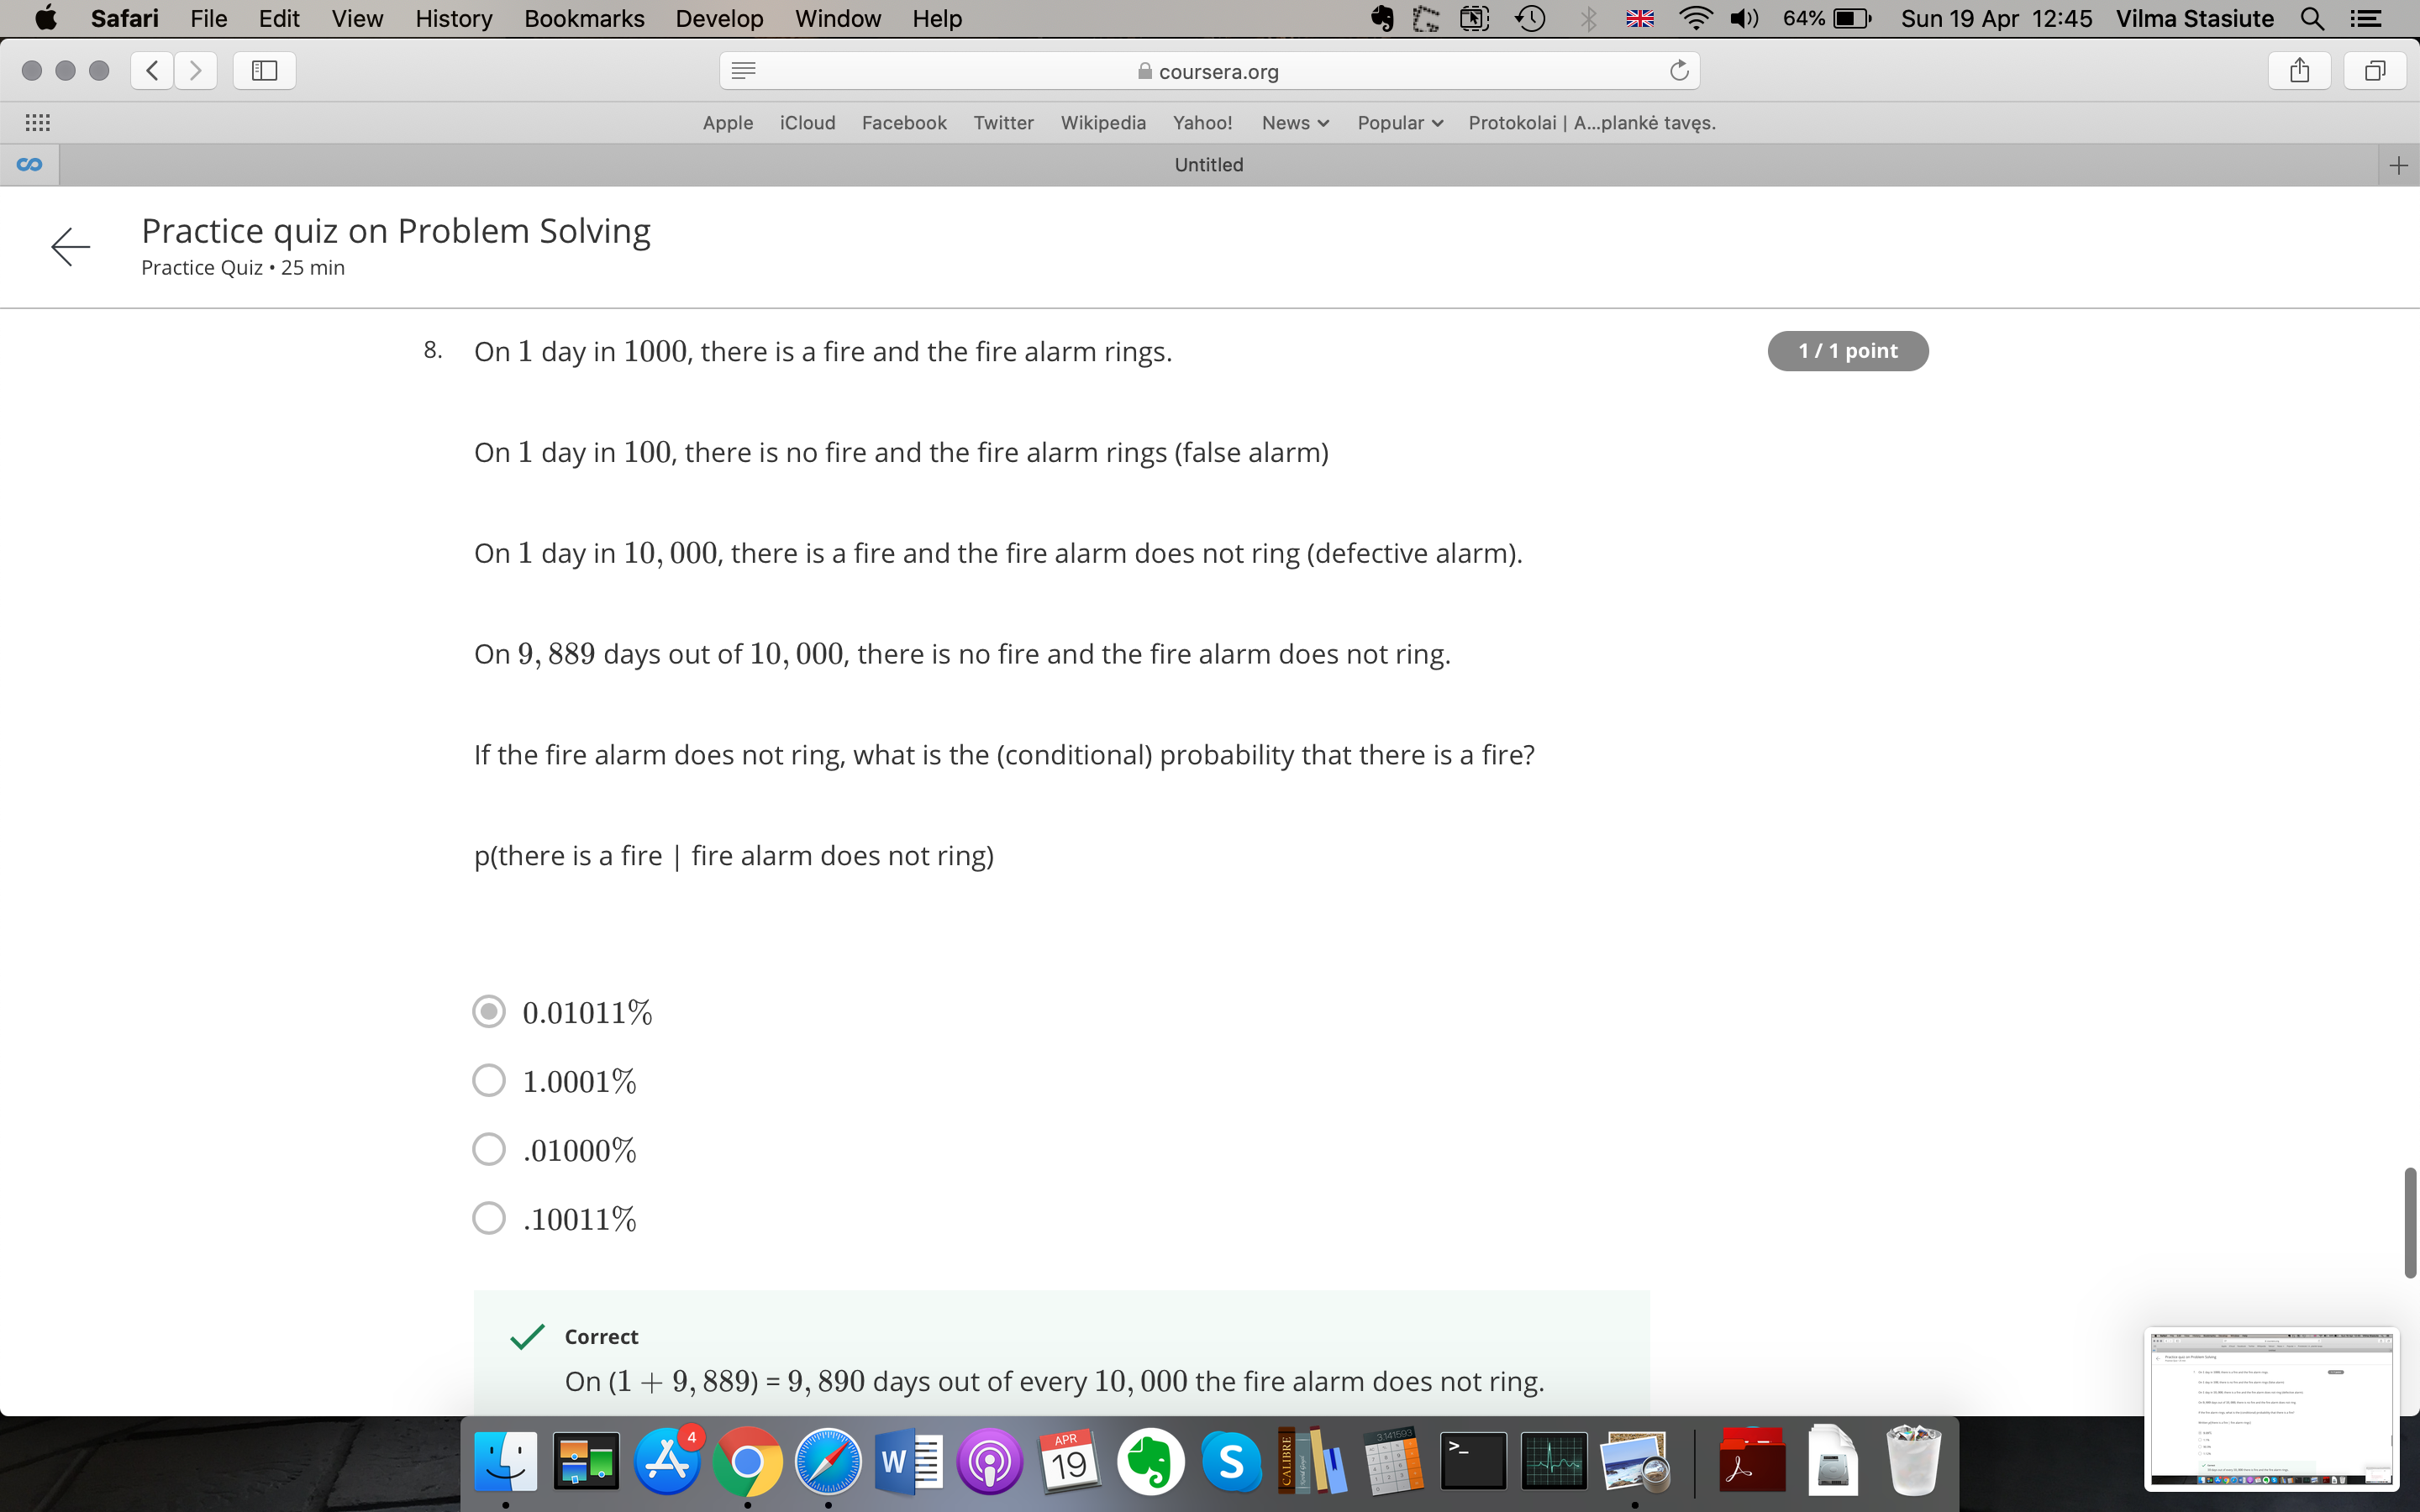 Safari File Edit View History Bookmarks Develop Window Help 64% Sun 19 Apr 12:45 Vilma Stasiute
coursera.org
Apple iCloud Facebook Twitter Wikipedia Yahoo! News Popular Protokolai | A...plankė tavęs.
Untitled
Practice quiz on Problem Solving
Practice Quiz • 25 min
8. On 1 day in 1000, there is a fire and the fire alarm rings. 1 / 1 point
On 1 day in 100, there is no fire and the fire alarm rings (false alarm)
On 1 day in 10, 000, there is a fire and the fire alarm does not ring (defective alarm).
On 9, 889 days out of 10, 000, there is no fire and the fire alarm does not ring.
If the fire alarm does not ring, what is the (conditional) probability that there is a fire?
p(there is a fire | fire alarm does not ring)
0.01011%
1.0001%
.01000%
.10011%
Correct
On (1 + 9, 889) = 9, 890 days out of every 10, 000 the fire alarm does not ring.
4
W
APR
19
S
CALIBRE
3.141593
>_